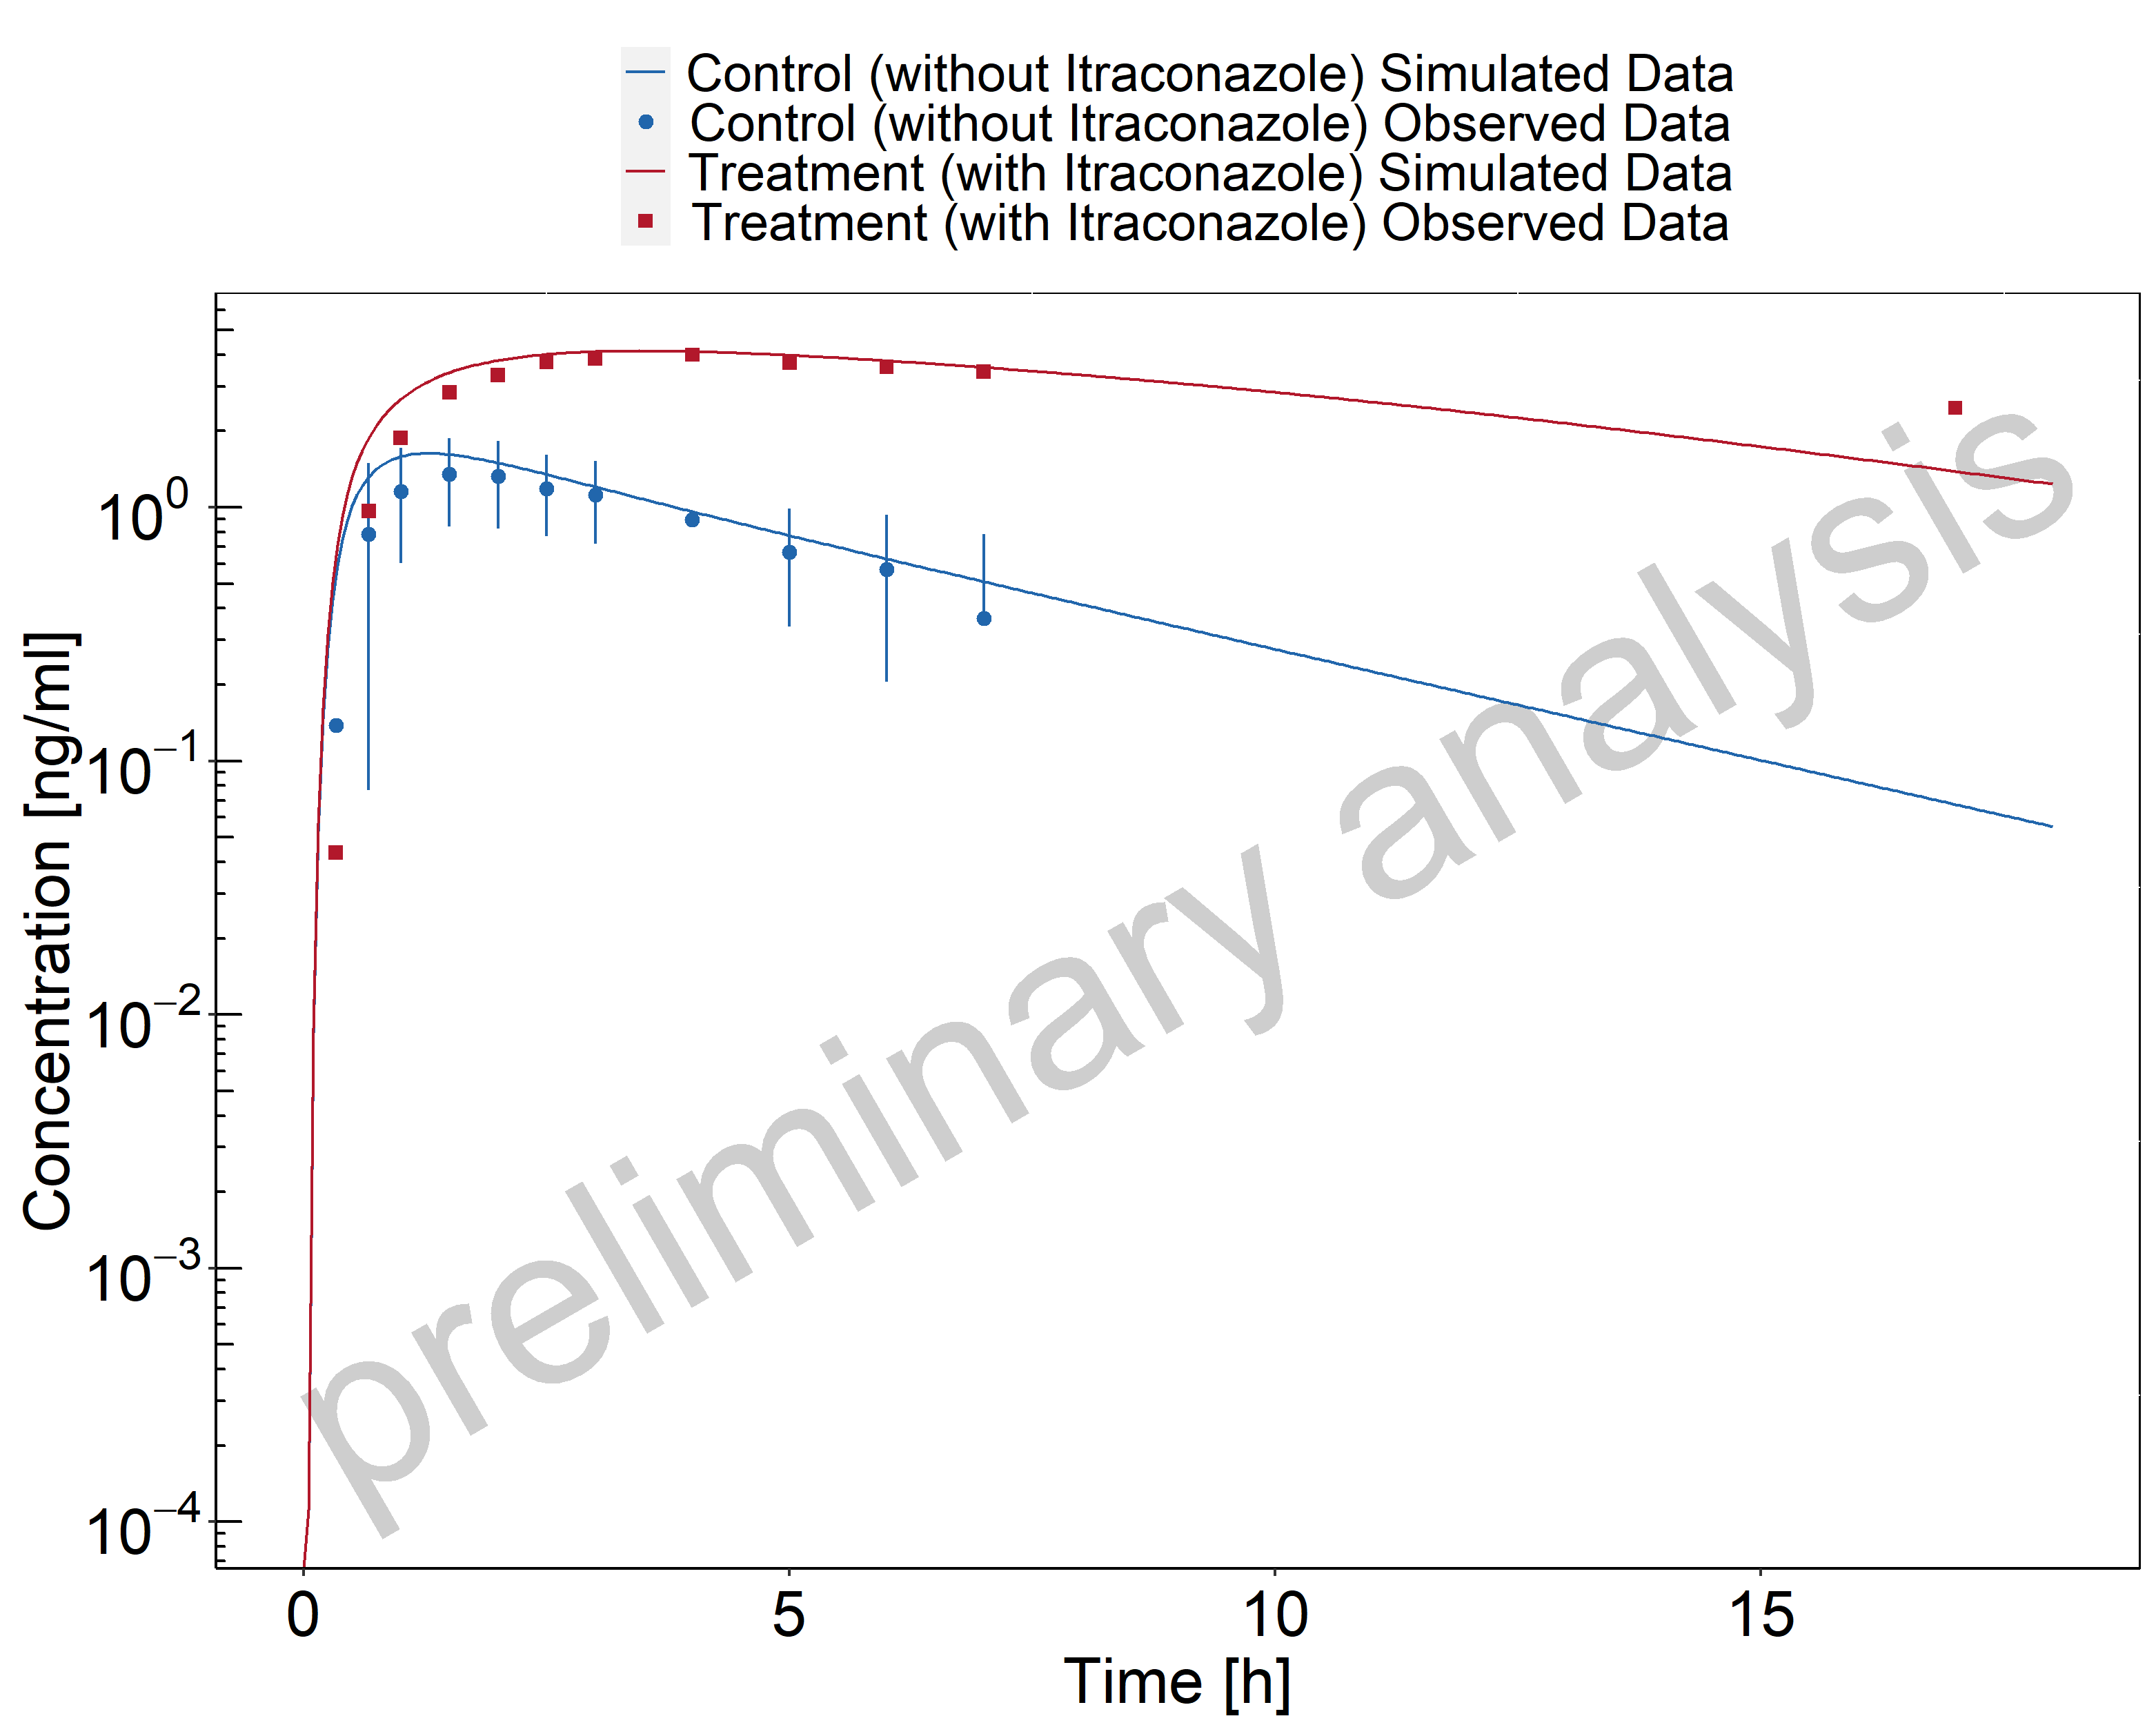 Control (without Itraconazole) Simulated Data
Control (without Itraconazole) Observed Data
Treatment (with Itraconazole) Simulated Data
Treatment (with Itraconazole) Observed Data
Concentration [ng/ml]
10⁰
10⁻¹
10⁻²
10⁻³
10⁻⁴
preliminary analysis
0 5 10 15
Time [h]